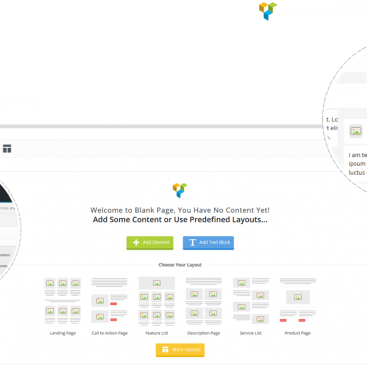 t. Lo
t eli
I am te
ipsum
luctus
Welcome to Blank Page, You Have No Content Yet!
Add Some Content or Use Predefined Layouts...
Add Element
Add Text Block
Choose Your Layout
Landing Page
Call to Action Page
Feature List
Description Page
Service List
Product Page
More Layouts